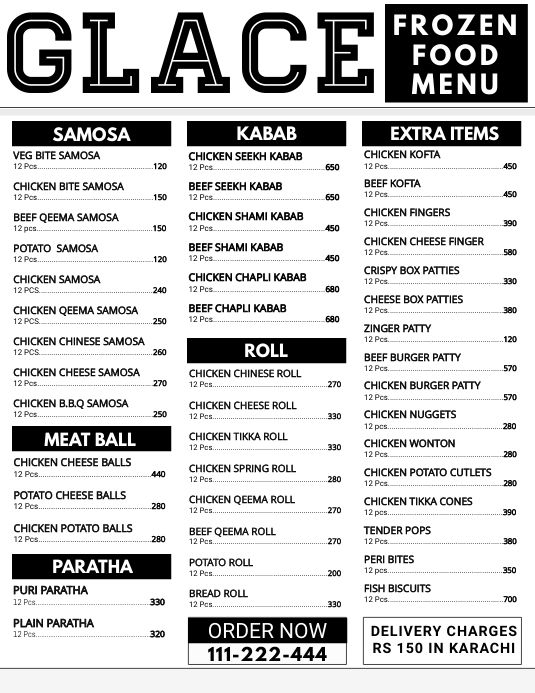 GLACE
FROZEN
FOOD
MENU
SAMOSA
VEG BITE SAMOSA
12 Pcs.....120
CHICKEN BITE SAMOSA
12 Pcs.....150
BEEF QEEMA SAMOSA
12 pcs.....150
POTATO SAMOSA
12 Pcs.....120
CHICKEN SAMOSA
12 PCS.....240
CHICKEN QEEMA SAMOSA
12 PCS.....250
CHICKEN CHINESE SAMOSA
12 PCS.....260
CHICKEN CHEESE SAMOSA
12 Pcs.....270
CHICKEN B.B.Q SAMOSA
12 Pcs.....250
MEAT BALL
CHICKEN CHEESE BALLS
12 Pcs.....440
POTATO CHEESE BALLS
12 Pcs.....280
CHICKEN POTATO BALLS
12 Pcs.....280
PARATHA
PURI PARATHA
12 Pcs.....330
PLAIN PARATHA
12 Pcs.....320
KABAB
CHICKEN SEEKH KABAB
12 Pcs.....650
BEEF SEEKH KABAB
12 Pcs.....650
CHICKEN SHAMI KABAB
12 Pcs.....450
BEEF SHAMI KABAB
12 Pcs.....450
CHICKEN CHAPLI KABAB
12 Pcs.....680
BEEF CHAPLI KABAB
12 Pcs.....680
ROLL
CHICKEN CHINESE ROLL
12 Pcs.....270
CHICKEN CHEESE ROLL
12 Pcs.....330
CHICKEN TIKKA ROLL
12 Pcs.....330
CHICKEN SPRING ROLL
12 Pcs.....280
CHICKEN QEEMA ROLL
12 Pcs.....270
BEEF QEEMA ROLL
12 Pcs.....270
POTATO ROLL
12 Pcs.....200
BREAD ROLL
12 Pcs.....330
ORDER NOW
111-222-444
EXTRA ITEMS
CHICKEN KOFTA
12 Pcs.....450
BEEF KOFTA
12 Pcs.....450
CHICKEN FINGERS
12 Pcs.....390
CHICKEN CHEESE FINGER
12 Pcs.....580
CRISPY BOX PATTIES
12 Pcs.....330
CHEESE BOX PATTIES
12 Pcs.....380
ZINGER PATTY
12 Pcs.....120
BEEF BURGER PATTY
12 Pcs.....570
CHICKEN BURGER PATTY
12 Pcs.....570
CHICKEN NUGGETS
12 pcs.....280
CHICKEN WONTON
12 Pcs.....280
CHICKEN POTATO CUTLETS
12 Pcs.....280
CHICKEN TIKKA CONES
12 pcs.....390
TENDER POPS
12 Pcs.....380
PERI BITES
12 pcs.....350
FISH BISCUITS
12 Pcs.....700
DELIVERY CHARGES
RS 150 IN KARACHI